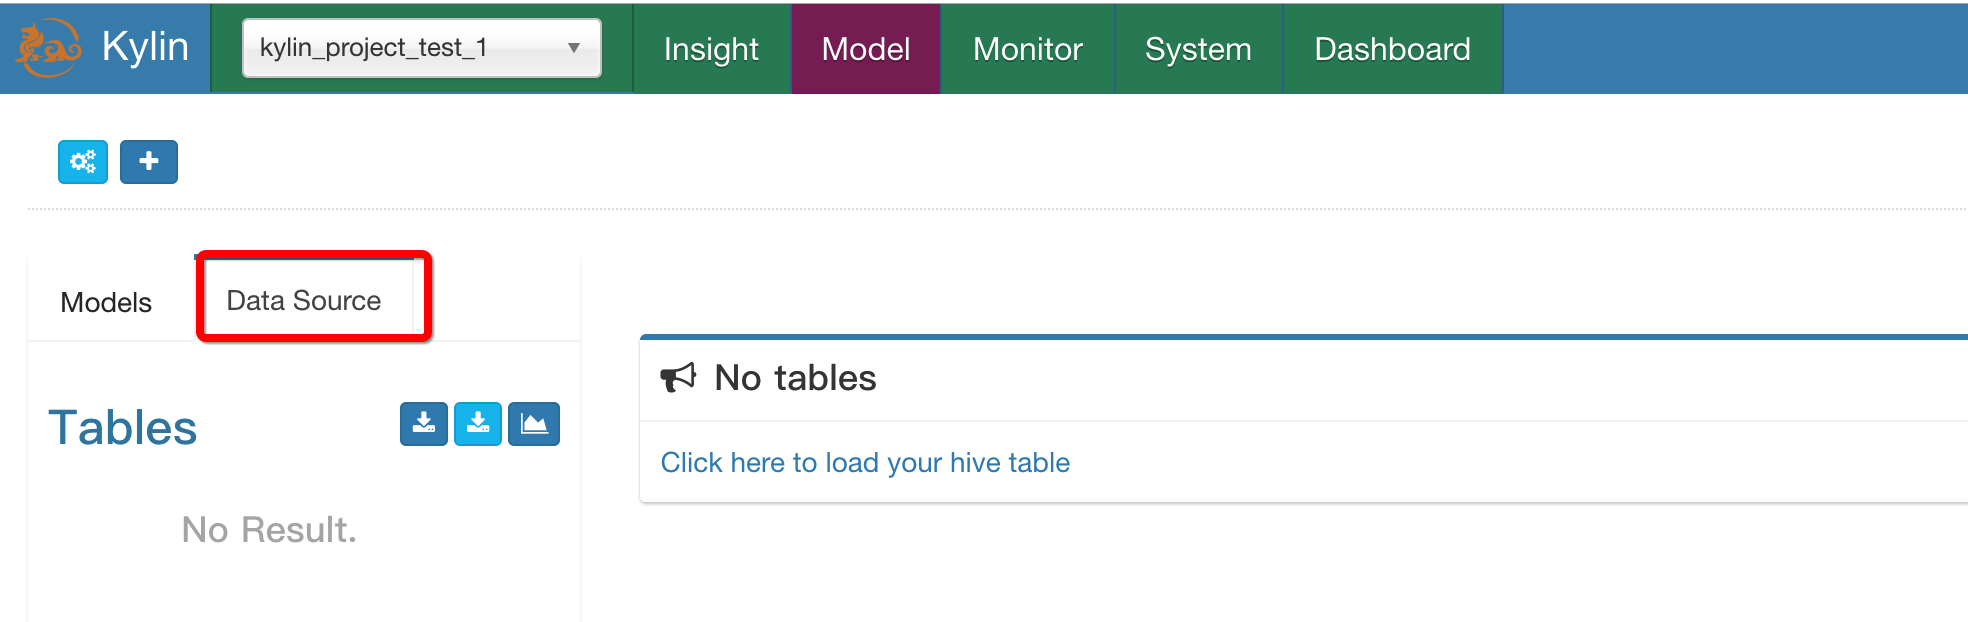 Kylin
kylin_project_test_1
Insight
Model
Monitor
System
Dashboard
Models
Data Source
Tables
No Result.
No tables
Click here to load your hive table